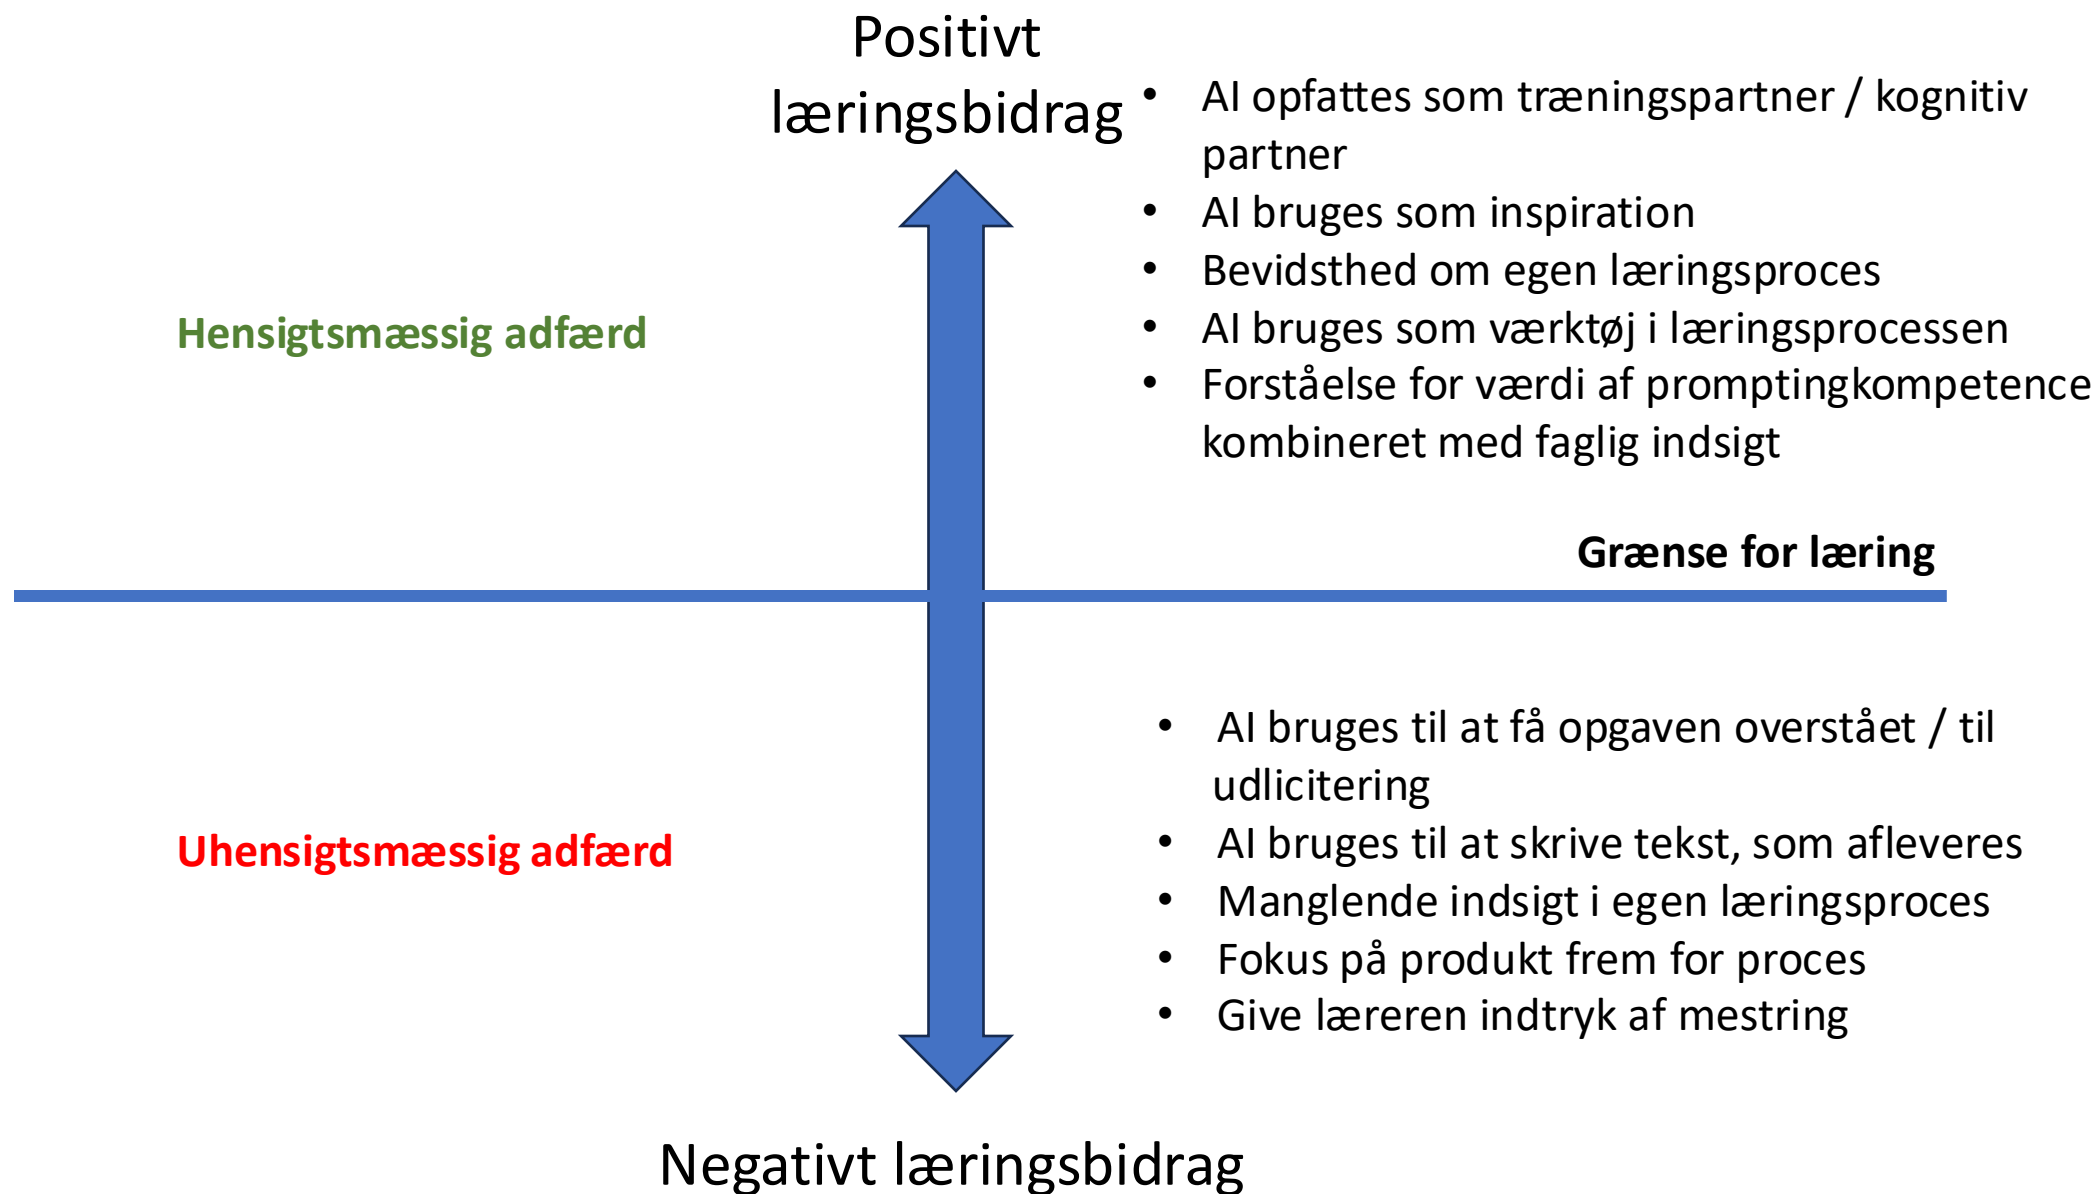 Positivt
læringsbidrag
• AI opfattes som træningspartner / kognitiv
partner
• AI bruges som inspiration
• Bevidsthed om egen læringsproces
• AI bruges som værktøj i læringsprocessen
• Forståelse for værdi af promptingkompetence
kombineret med faglig indsigt
Hensigtsmæssig adfærd
Grænse for læring
• AI bruges til at få opgaven overstået / til
udlicitering
• AI bruges til at skrive tekst, som afleveres
• Manglende indsigt i egen læringsproces
• Fokus på produkt frem for proces
• Give læreren indtryk af mestring
Uhensigtsmæssig adfærd
Negativt læringsbidrag